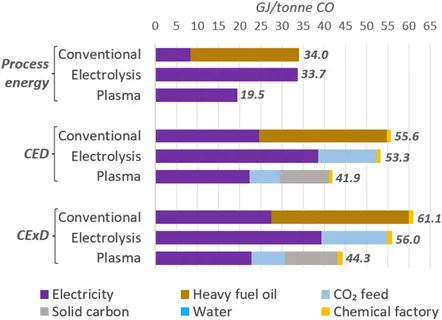 GJ/tonne CO
0 5 10 15 20 25 30 35 40 45 50 55 60 65
Process energy
Conventional 34.0
Electrolysis 33.7
Plasma 19.5
CED
Conventional 55.6
Electrolysis 53.3
Plasma 41.9
CExD
Conventional 61.1
Electrolysis 56.0
Plasma 44.3
Electricity Heavy fuel oil CO₂ feed
Solid carbon Water Chemical factory